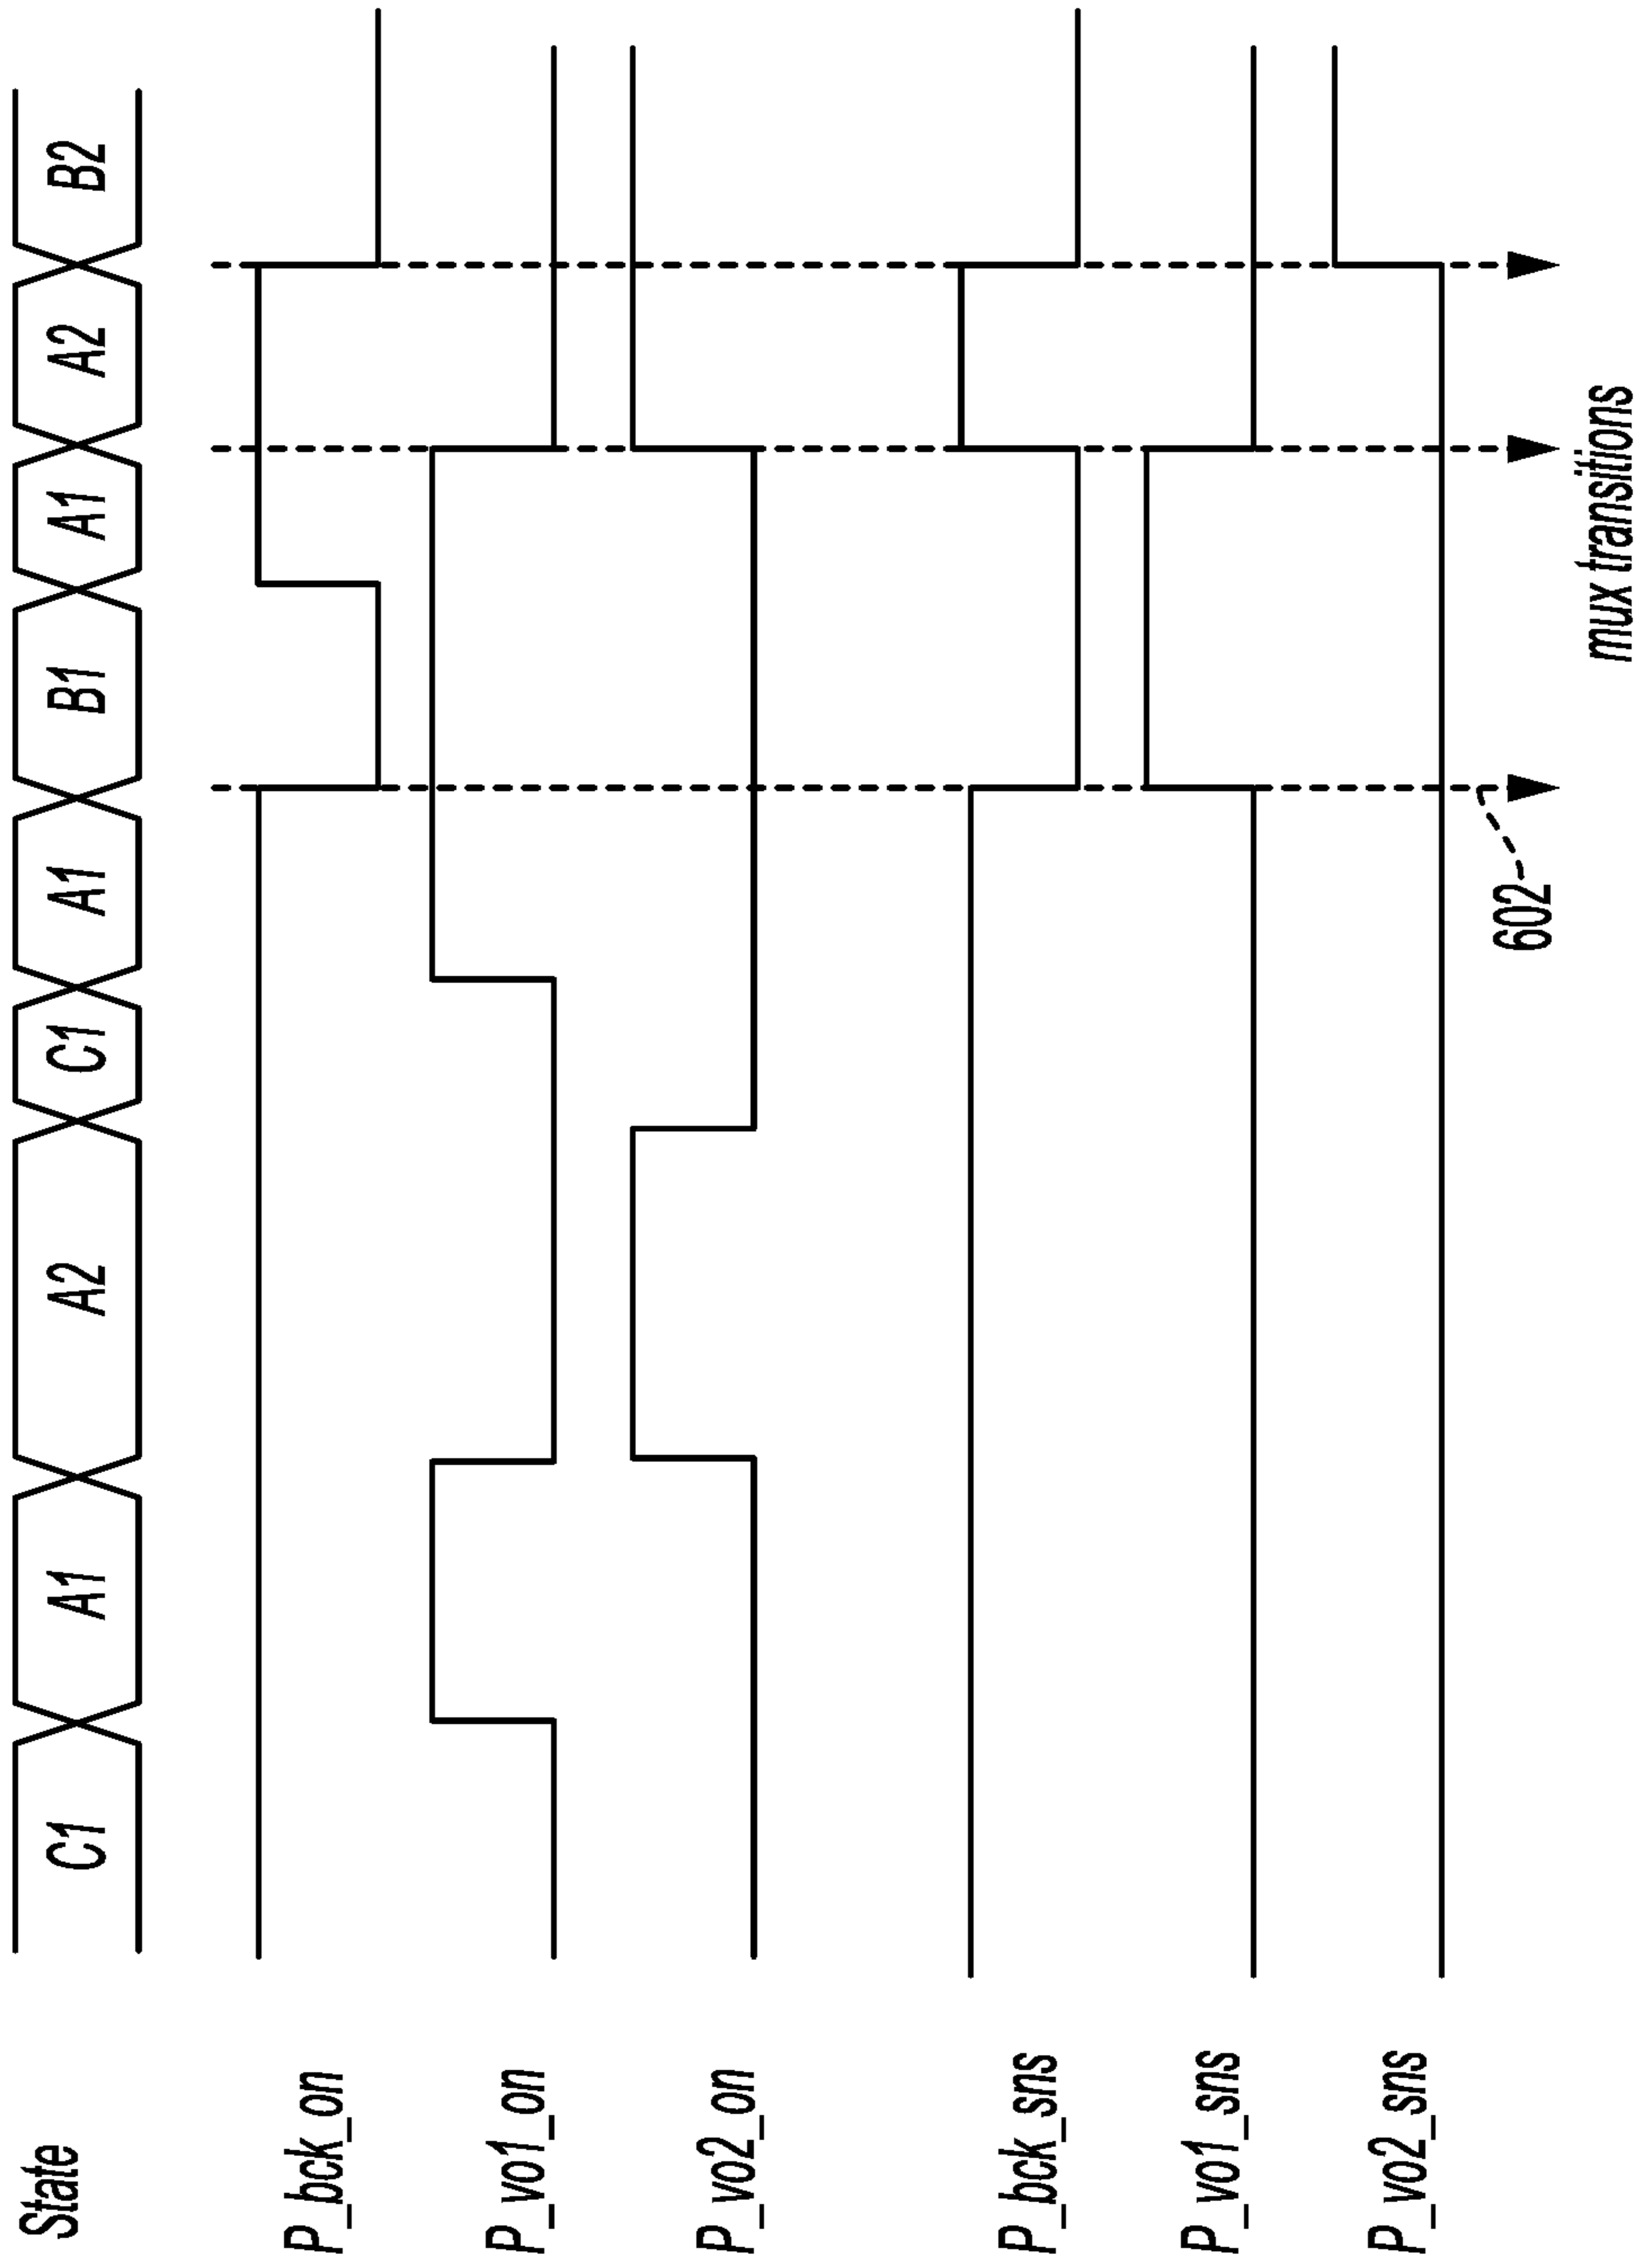 State C1 A1 A2 C1 A1 B1 A1 A2 B2
P_bck_on
P_vo1_on
P_vo2_on
P_bck_sns
P_vo1_sns
P_vo2_sns
602
mux transitions